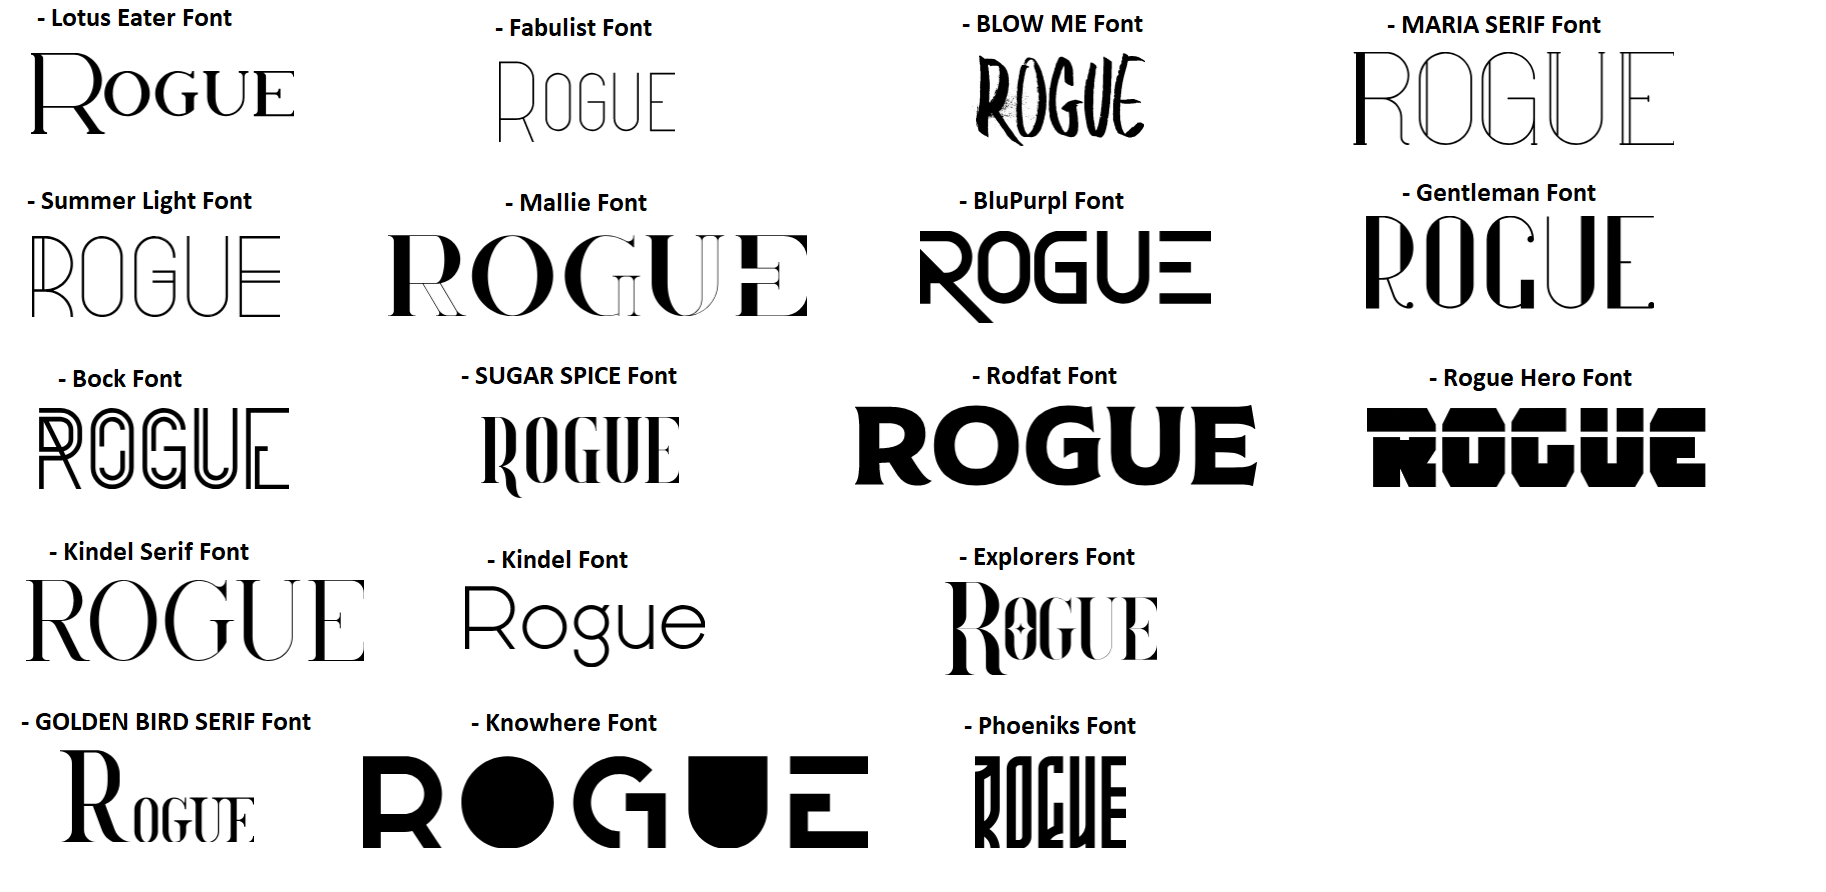 - Lotus Eater Font
ROGUE
- Fabulist Font
ROGUE
- BLOW ME Font
ROGUE
- MARIA SERIF Font
ROGUE
- Summer Light Font
ROGUE
- Mallie Font
ROGUE
- BluPurpl Font
ROGUE
- Gentleman Font
ROGUE
- Bock Font
ROGUE
- SUGAR SPICE Font
ROGUE
- Rodfat Font
ROGUE
- Rogue Hero Font
ROGUE
- Kindel Serif Font
ROGUE
- Kindel Font
Rogue
- Explorers Font
ROGUE
- GOLDEN BIRD SERIF Font
ROGUE
- Knowhere Font
ROGUE
- Phoeniks Font
ROGUE